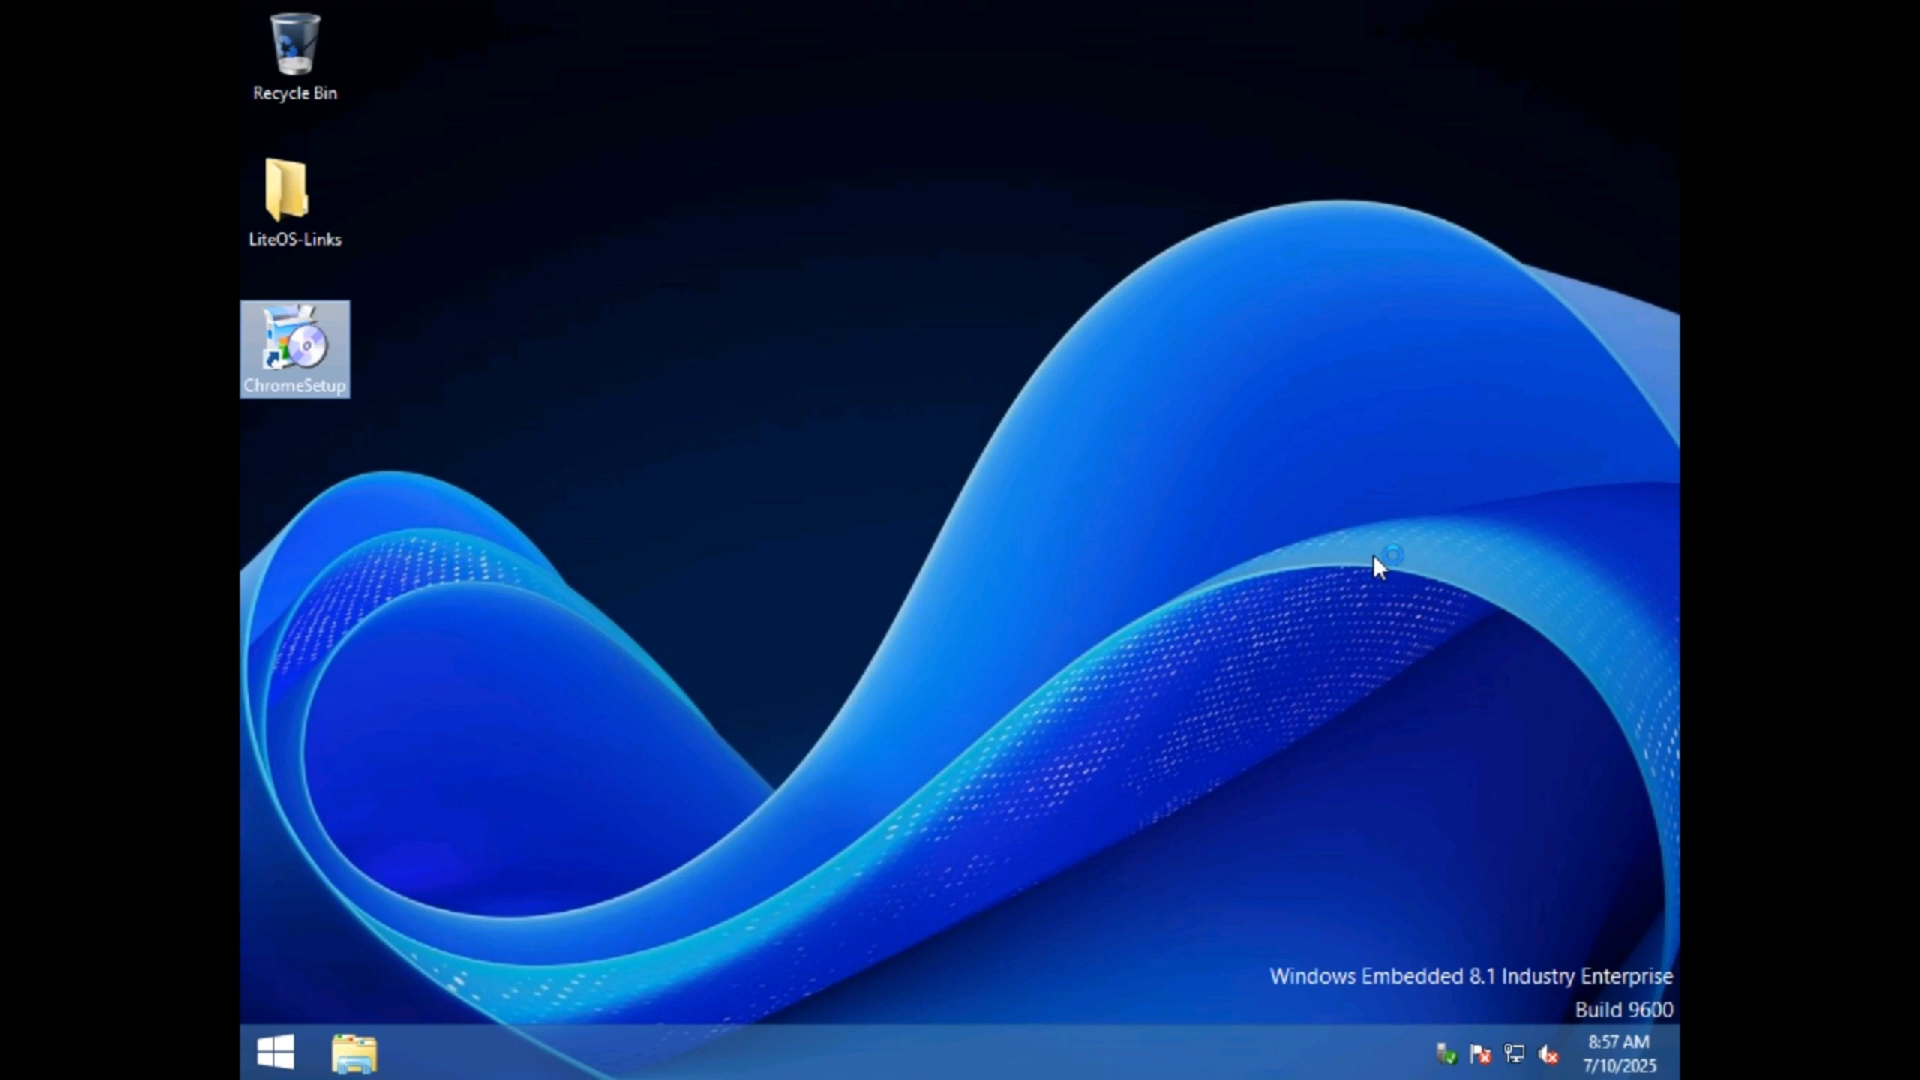 Recycle Bin
LiteOS-Links
ChromeSetup
Windows Embedded 8.1 Industry Enterprise
Build 9600
8:57 AM
7/10/2025